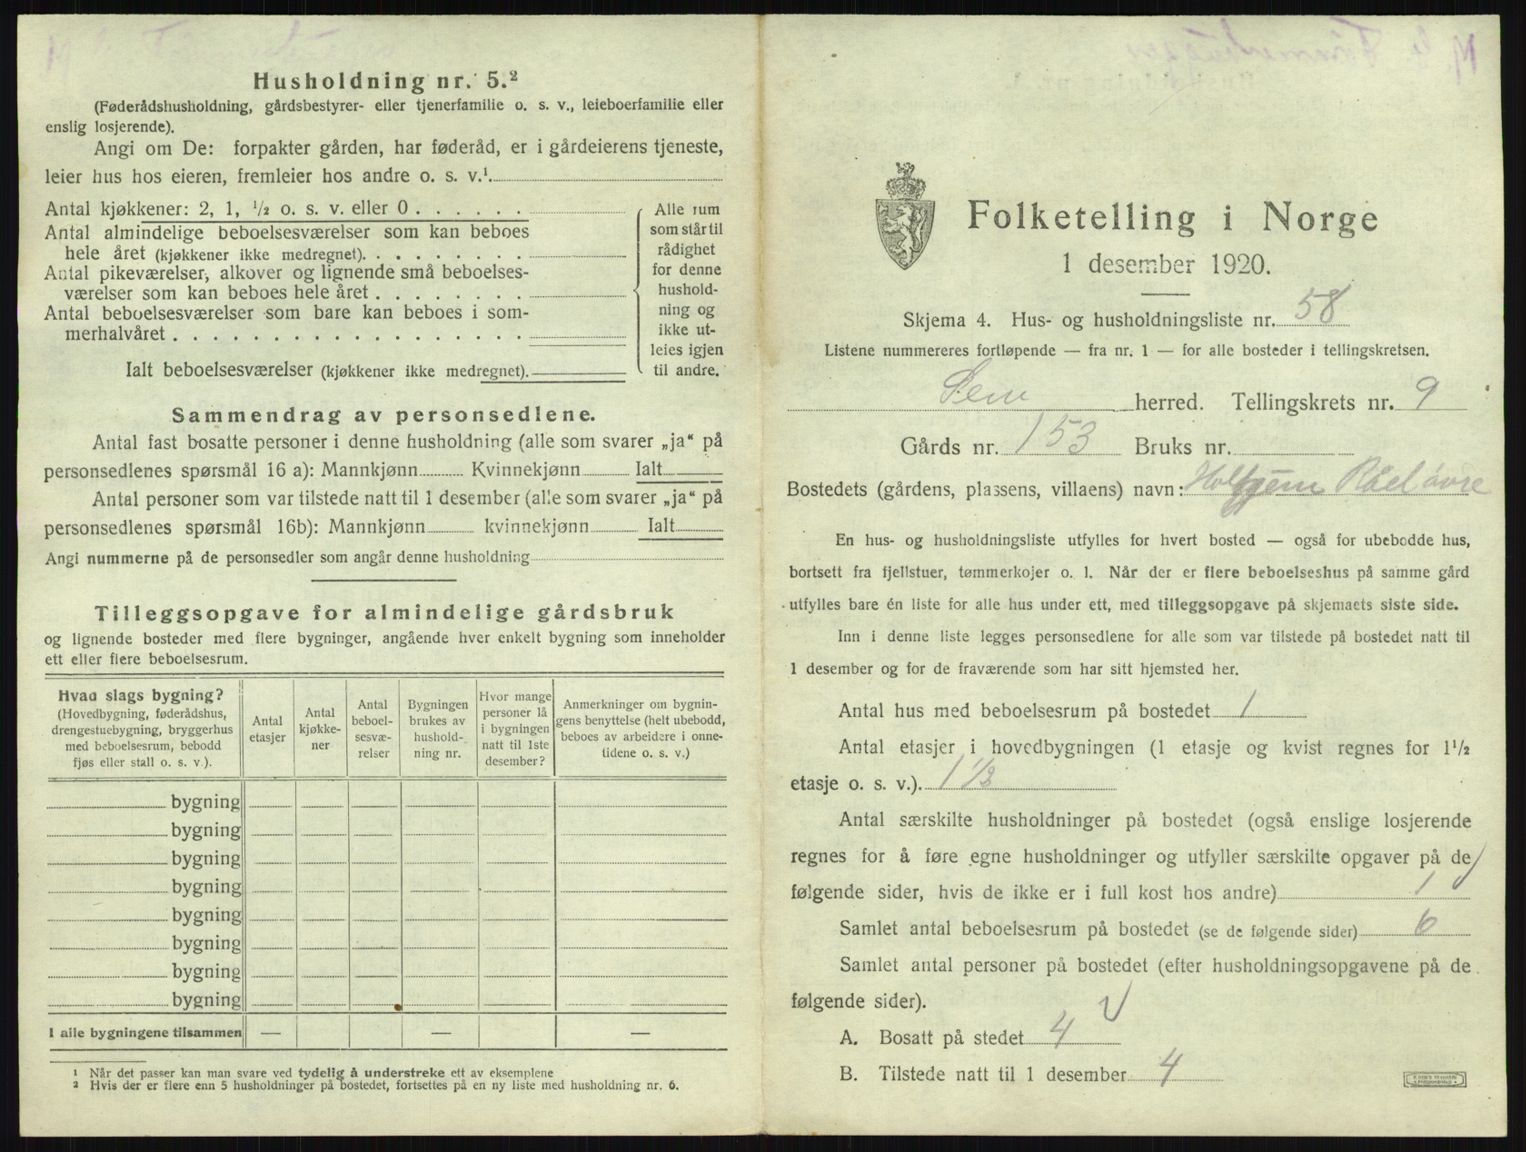 Husholdning nr. 5.²
(Føderådshusholdning, gårdsbestyrer- eller tjenerfamilie o. s. v., leieboerfamilie eller
enslig losjerende).
Angi om De: forpakter gården, har føderåd, er i gårdeierens tjeneste,
leier hus hos eieren, fremleier hos andre o. s. v.¹
Antal kjøkkener: 2, 1, ¹/₂ o. s. v. eller 0
Antal almindelige beboelsesværelser som kan beboes
hele året (kjøkkener ikke medregnet)
Antal pikeværelser, alkover og lignende små beboelses-
værelser som kan beboes hele året
Antal beboelsesværelser som bare kan beboes i som-
merhalvåret
Ialt beboelsesværelser (kjøkkener ikke medregnet).
Alle rum
som står til
rådighet
for denne
hushold-
ning og
ikke ut-
leies igjen
til andre.
Sammendrag av personsedlene.
Antal fast bosatte personer i denne husholdning (alle som svarer „ja“ på
personsedlenes spørsmål 16 a): Mannkjønn Kvinnekjønn Ialt
Antal personer som var tilstede natt til 1 desember (alle som svarer „ja“ på
personsedlenes spørsmål 16b): Mannkjønn kvinnekjønn Ialt
Angi nummerne på de personsedler som angår denne husholdning
Tilleggsopgave for almindelige gårdsbruk
og lignende bosteder med flere bygninger, angående hver enkelt bygning som inneholder
ett eller flere beboelsesrum.
Hvad slags bygning?
(Hovedbygning, føderådshus,
drengestuebygning, bryggerhus
med beboelsesrum, bebodd
fjøs eller stall o. s. v.).
Antal
etasjer
Antal
kjøkke-
ner
Antal
beboel-
sesvæ-
relser
Bygningen
brukes av
hushold-
ning nr.
Hvor mange
personer lå
i bygningen
natt til 1ste
desember?
Anmerkninger om bygnin-
gens benyttelse (helt ubebodd,
beboes av arbeidere i onne-
tidene o. s. v.)
bygning
bygning
bygning
bygning
bygning
bygning
bygning
bygning
I alle bygningene tilsammen — — —
¹ Når det passer kan man svare ved tydelig å understreke ett av eksemplene
² Hvis der er flere enn 5 husholdninger på bostedet, fortsettes på en ny liste med husholdning nr. 6.
Folketelling i Norge
1 desember 1920.
Skjema 4. Hus- og husholdningsliste nr. 58
Listene nummereres fortløpende — fra nr. 1 — for alle bosteder i tellingskretsen.
Sem herred. Tellingskrets nr. 9
Gårds nr. 153 Bruks nr.
Bostedets (gårdens, plassens, villaens) navn: Råel øvre
En hus- og husholdningsliste utfylles for hvert bosted — også for ubebodde hus,
bortsett fra fjellstuer, tømmerkojer o. l. Når der er flere beboelseshus på samme gård
utfylles bare én liste for alle hus under ett, med tilleggsopgave på skjemaets siste side.
Inn i denne liste legges personsedlene for alle som var tilstede på bostedet natt til
1 desember og for de fraværende som har sitt hjemsted her.
Antal hus med beboelsesrum på bostedet 1
Antal etasjer i hovedbygningen (1 etasje og kvist regnes for 1¹/₂
etasje o. s. v.). 1 ½
Antal særskilte husholdninger på bostedet (også enslige losjerende
regnes for å føre egne husholdninger og utfyller særskilte opgaver på de
følgende sider, hvis de ikke er i full kost hos andre) 1
Samlet antal beboelsesrum på bostedet (se de følgende sider) 6
Samlet antal personer på bostedet (efter husholdningsopgavene på de
følgende sider).
A. Bosatt på stedet 4
B. Tilstede natt til 1 desember 4